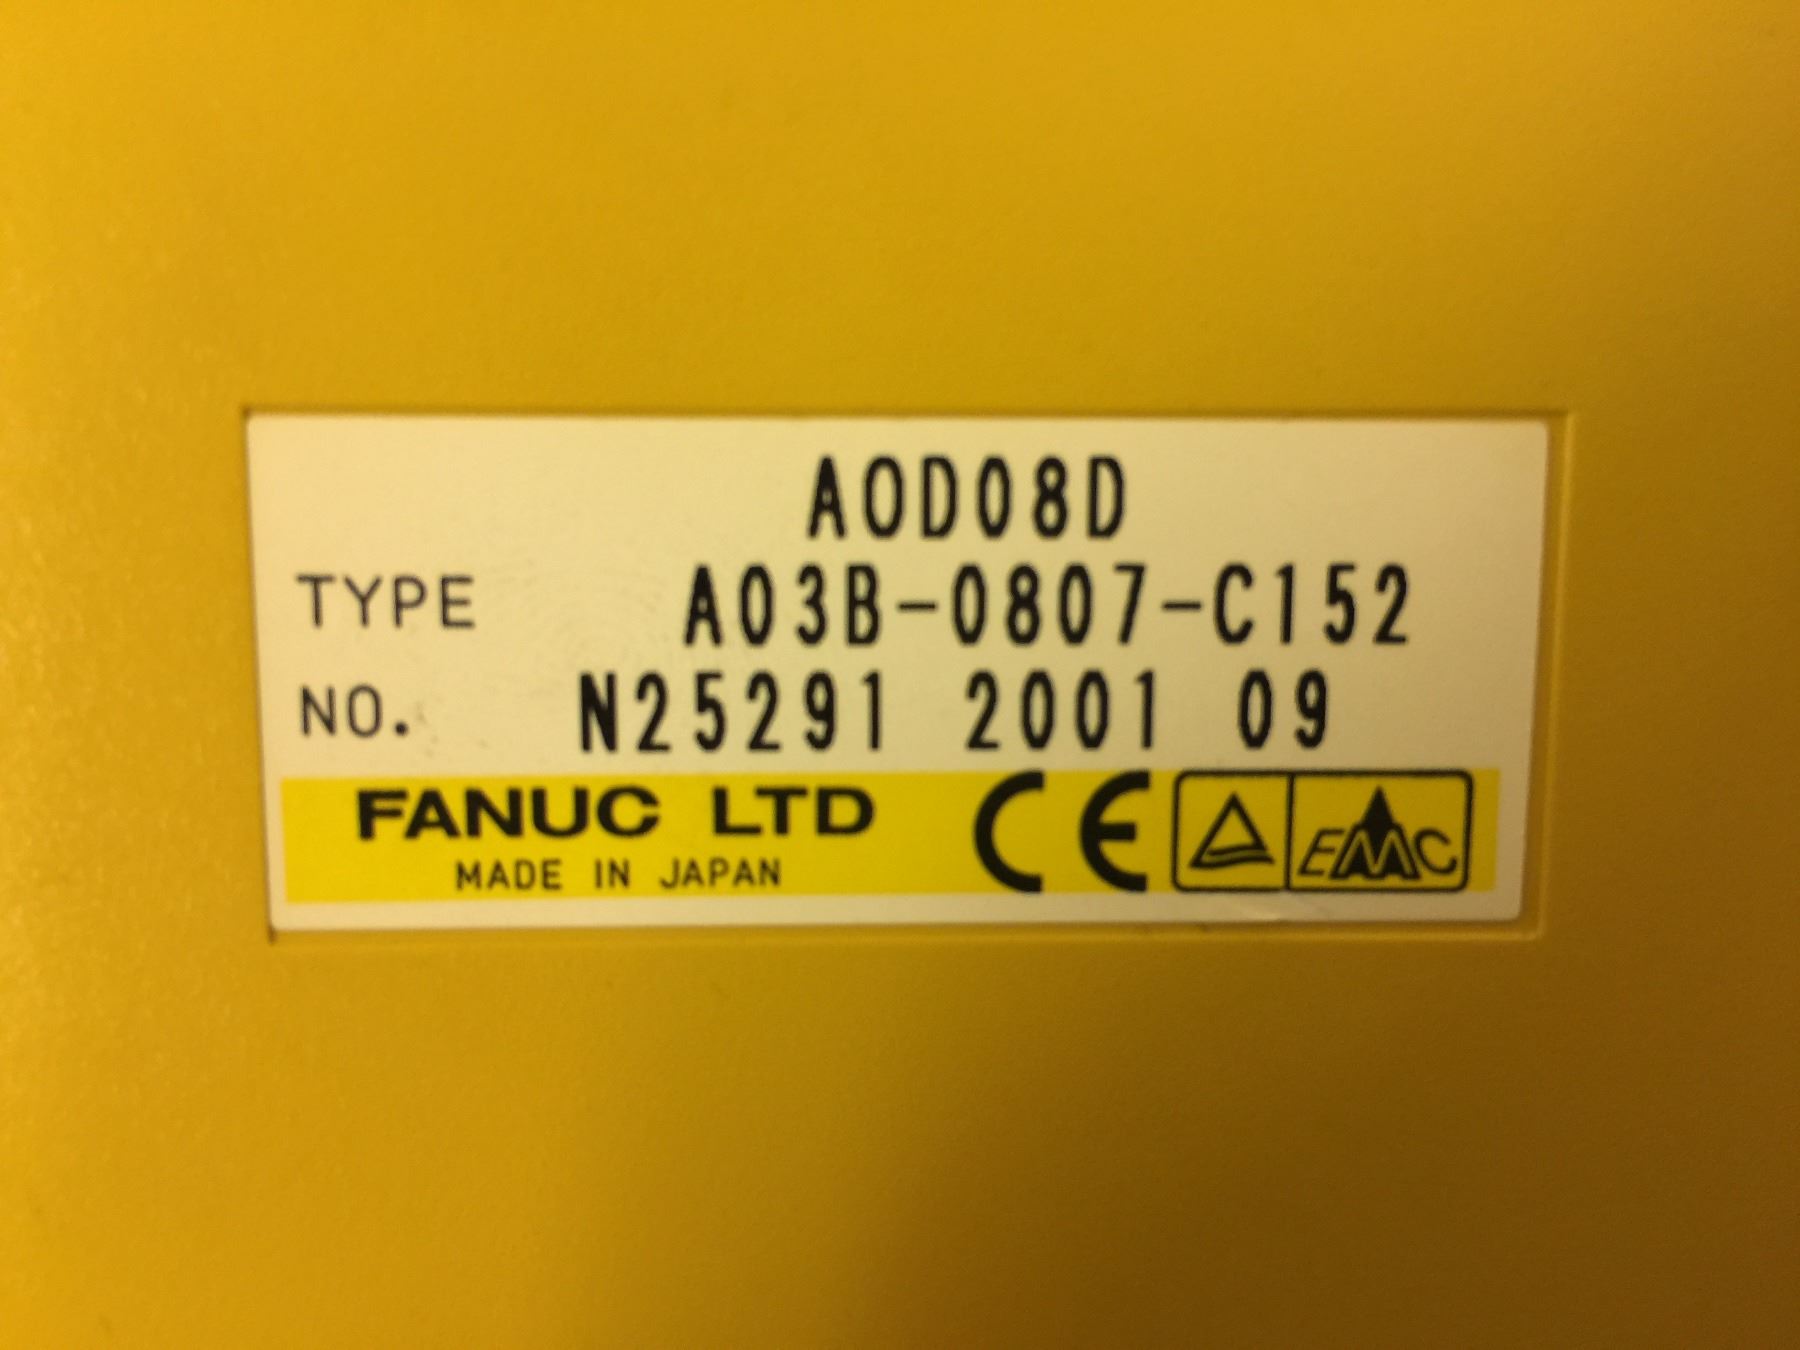 AOD08D
TYPE A03B-0807-C152
NO. N25291 2001 09
FANUC LTD CE EMC
MADE IN JAPAN